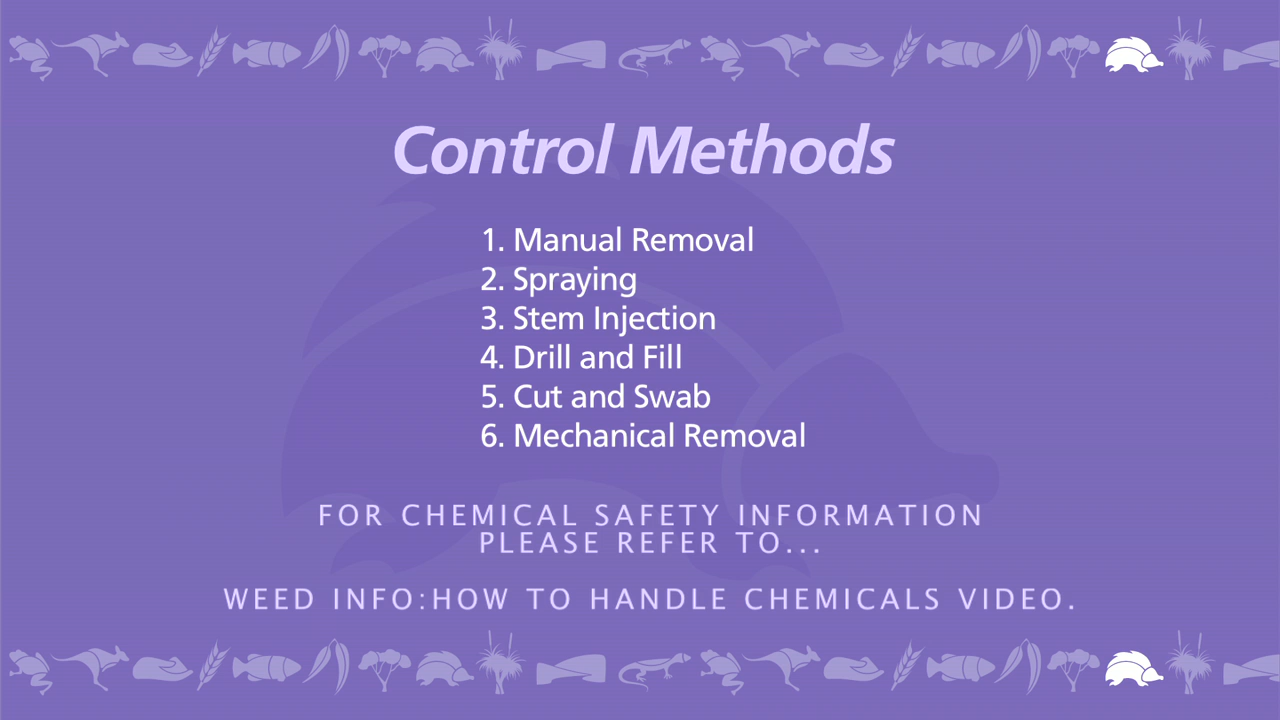 Control Methods
1. Manual Removal
2. Spraying
3. Stem Injection
4. Drill and Fill
5. Cut and Swab
6. Mechanical Removal
FOR CHEMICAL SAFETY INFORMATION
PLEASE REFER TO...
WEED INFO:HOW TO HANDLE CHEMICALS VIDEO.